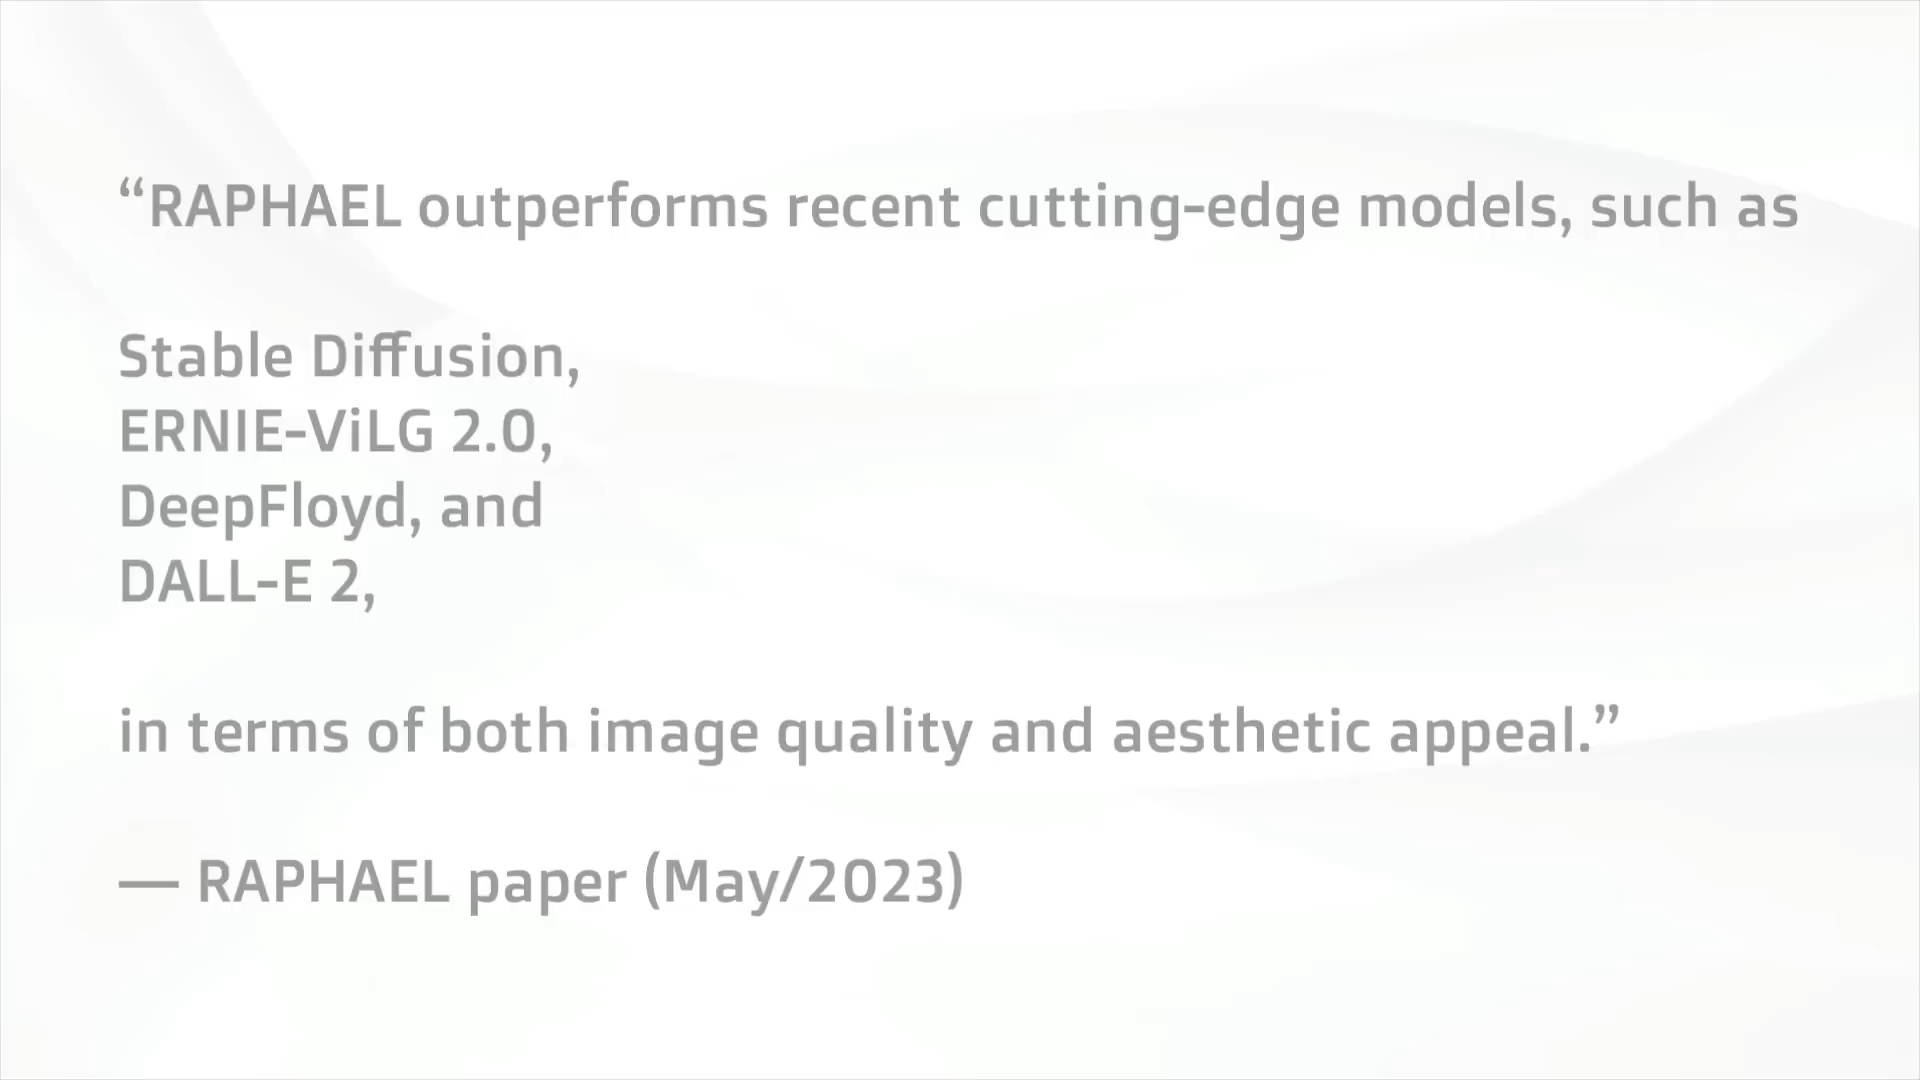 “RAPHAEL outperforms recent cutting-edge models, such as
Stable Diffusion,
ERNIE-ViLG 2.0,
DeepFloyd, and
DALL-E 2,
in terms of both image quality and aesthetic appeal.”
— RAPHAEL paper (May/2023)